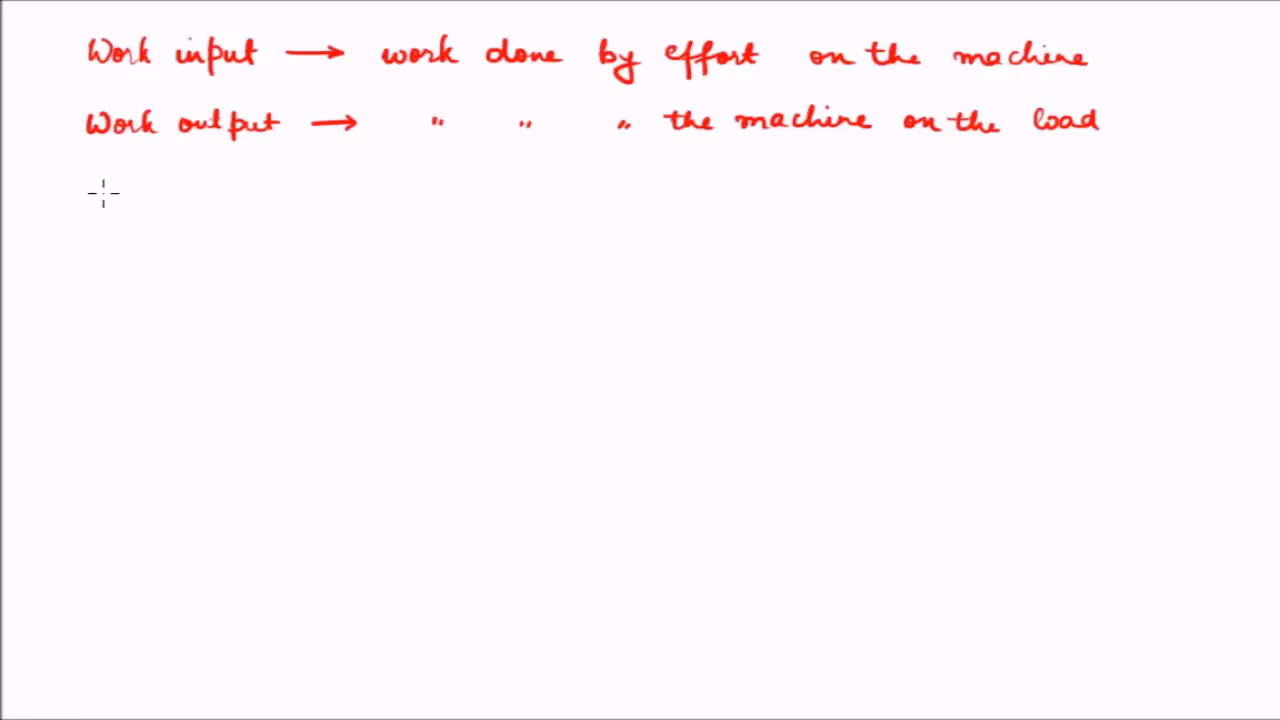 Work input → work done by effort on the machine
Work output → " " " the machine on the load